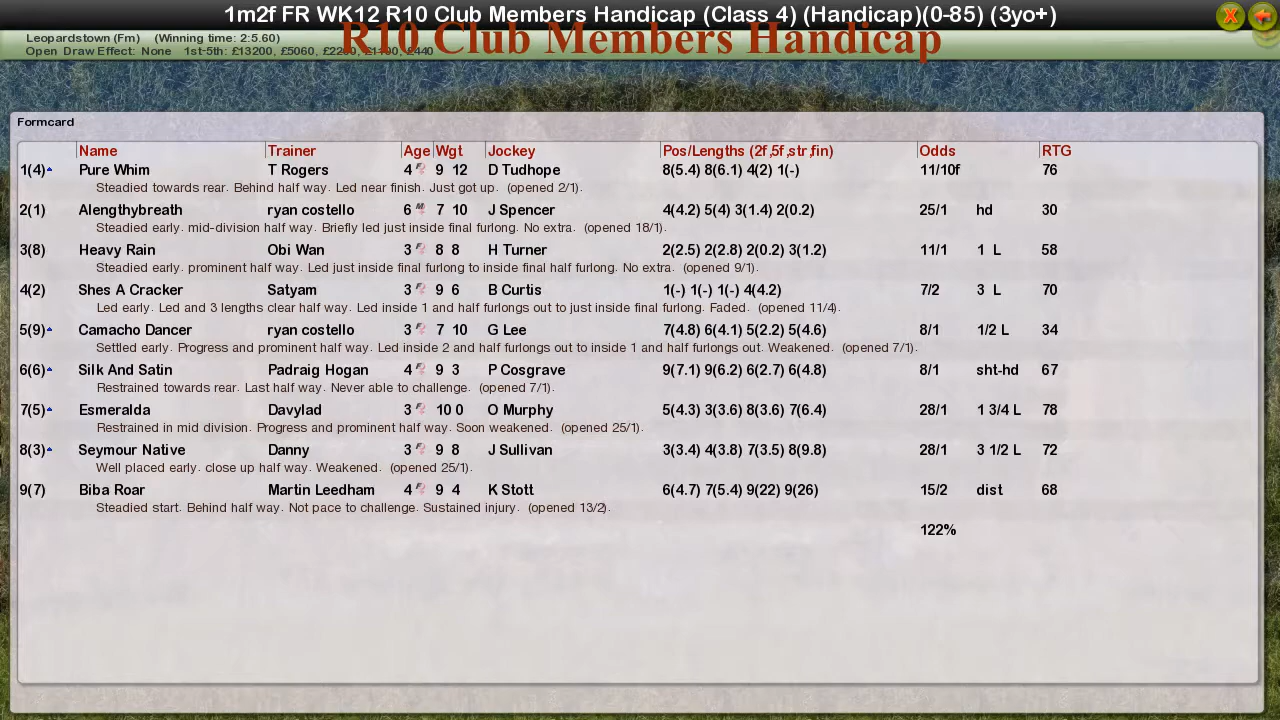 1m2f FR WK12 R10 Club Members Handicap (Class 4) (Handicap)(0-85) (3yo+)
R10 Club Members Handicap
Leopardstown (Fm) (Winning time: 2:5.60)
Open Draw Effect: None 1st-5th: £13200, £5060, £2200, £1100, £440
Formcard
Name Trainer Age Wgt Jockey Pos/Lengths (2f,5f,str,fin) Odds RTG
1(4) Pure Whim T Rogers 4 F 9 12 D Tudhope 8(5.4) 8(6.1) 4(2) 1(-) 11/10f 76
Steadied towards rear. Behind half way. Led near finish. Just got up. (opened 2/1).
2(1) Alengthybreath ryan costello 6 M 7 10 J Spencer 4(4.2) 5(4) 3(1.4) 2(0.2) 25/1 hd 30
Steadied early. mid-division half way. Briefly led just inside final furlong. No extra. (opened 18/1).
3(8) Heavy Rain Obi Wan 3 F 8 8 H Turner 2(2.5) 2(2.8) 2(0.2) 3(1.2) 11/1 1 L 58
Steadied early. prominent half way. Led just inside final furlong to inside final half furlong. No extra. (opened 9/1).
4(2) Shes A Cracker Satyam 3 F 9 6 B Curtis 1(-) 1(-) 1(-) 4(4.2) 7/2 3 L 70
Led early. Led and 3 lengths clear half way. Led inside 1 and half furlongs out to just inside final furlong. Faded. (opened 11/4).
5(9) Camacho Dancer ryan costello 3 F 7 10 G Lee 7(4.8) 6(4.1) 5(2.2) 5(4.6) 8/1 1/2 L 34
Settled early. Progress and prominent half way. Led inside 2 and half furlongs out to inside 1 and half furlongs out. Weakened. (opened 7/1).
6(6) Silk And Satin Padraig Hogan 4 F 9 3 P Cosgrave 9(7.1) 9(6.2) 6(2.7) 6(4.8) 8/1 sht-hd 67
Restrained towards rear. Last half way. Never able to challenge. (opened 7/1).
7(5) Esmeralda Davylad 3 F 10 0 O Murphy 5(4.3) 3(3.6) 8(3.6) 7(6.4) 28/1 1 3/4 L 78
Restrained in mid division. Progress and prominent half way. Soon weakened. (opened 25/1).
8(3) Seymour Native Danny 3 F 9 8 J Sullivan 3(3.4) 4(3.8) 7(3.5) 8(9.8) 28/1 3 1/2 L 72
Well placed early. close up half way. Weakened. (opened 25/1).
9(7) Biba Roar Martin Leedham 4 F 9 4 K Stott 6(4.7) 7(5.4) 9(22) 9(26) 15/2 dist 68
Steadied start. Behind half way. Not pace to challenge. Sustained injury. (opened 13/2).
122%